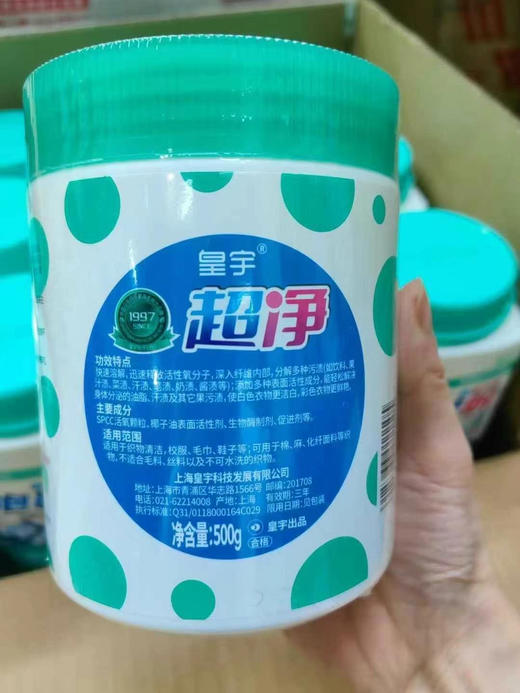 皇宇®
1997
SINCE
超净
功效特点
快速溶解,迅速释放活性氧分子,深入纤维内部,分解多种污渍(如饮料、果
汁渍、菜渍、汗渍、茶渍、奶渍、酱渍等);添加多种表面活性成分,能轻松解决
身体分泌的油脂、汗渍及其它果污渍,使白色衣物更洁白,彩色衣物更鲜艳。
主要成分
SPCC活氧颗粒、椰子油表面活性剂、生物酶制剂、促进剂等。
适用范围
适用于织物清洁,校服、毛巾、鞋子等;可用于棉、麻、化纤面料等织
物,不适合毛料、丝料以及不可水洗的织物。
上海皇宇科技发展有限公司
地址:上海市青浦区华志路1566号 邮编:201708
电话:021-62214008 产地:上海 有效期:三年
执行标准:Q31/0118000164C029 限用日期:见包装
净含量:500g 皇宇出品
合格